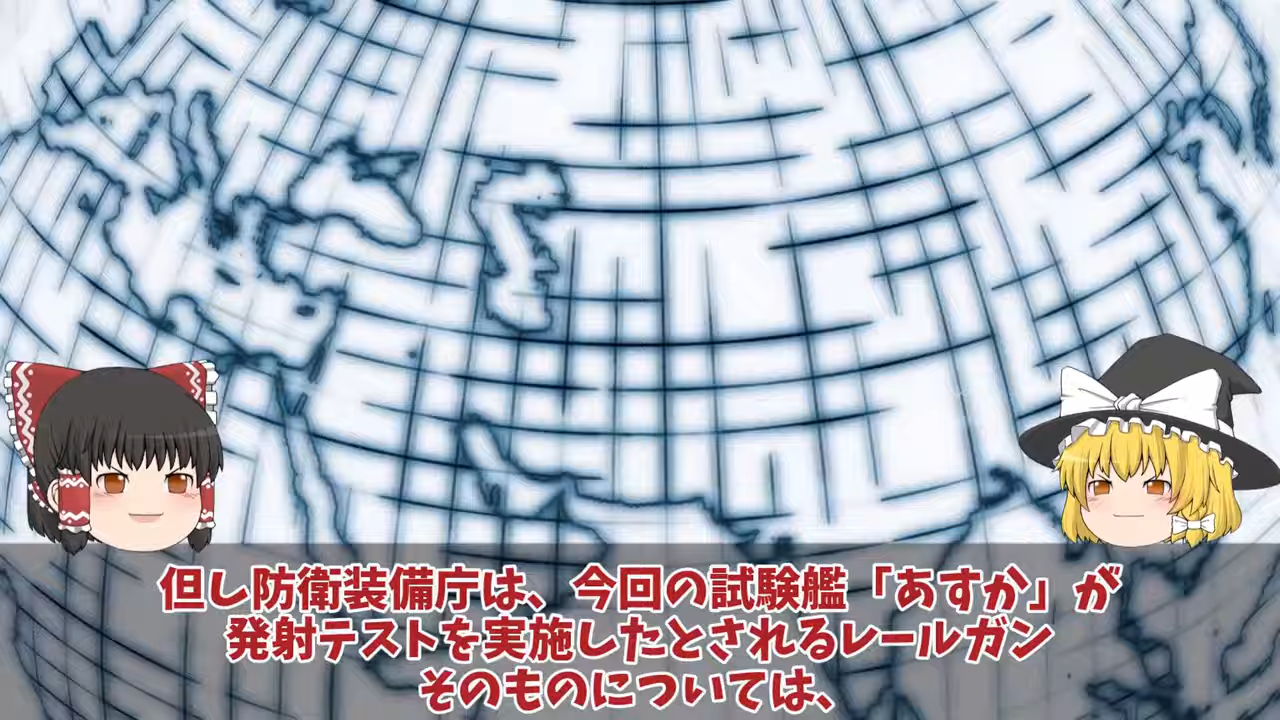 但し防衛装備庁は、今回の試験艦「あすか」が
発射テストを実施したとされるレールガン
そのものについては、